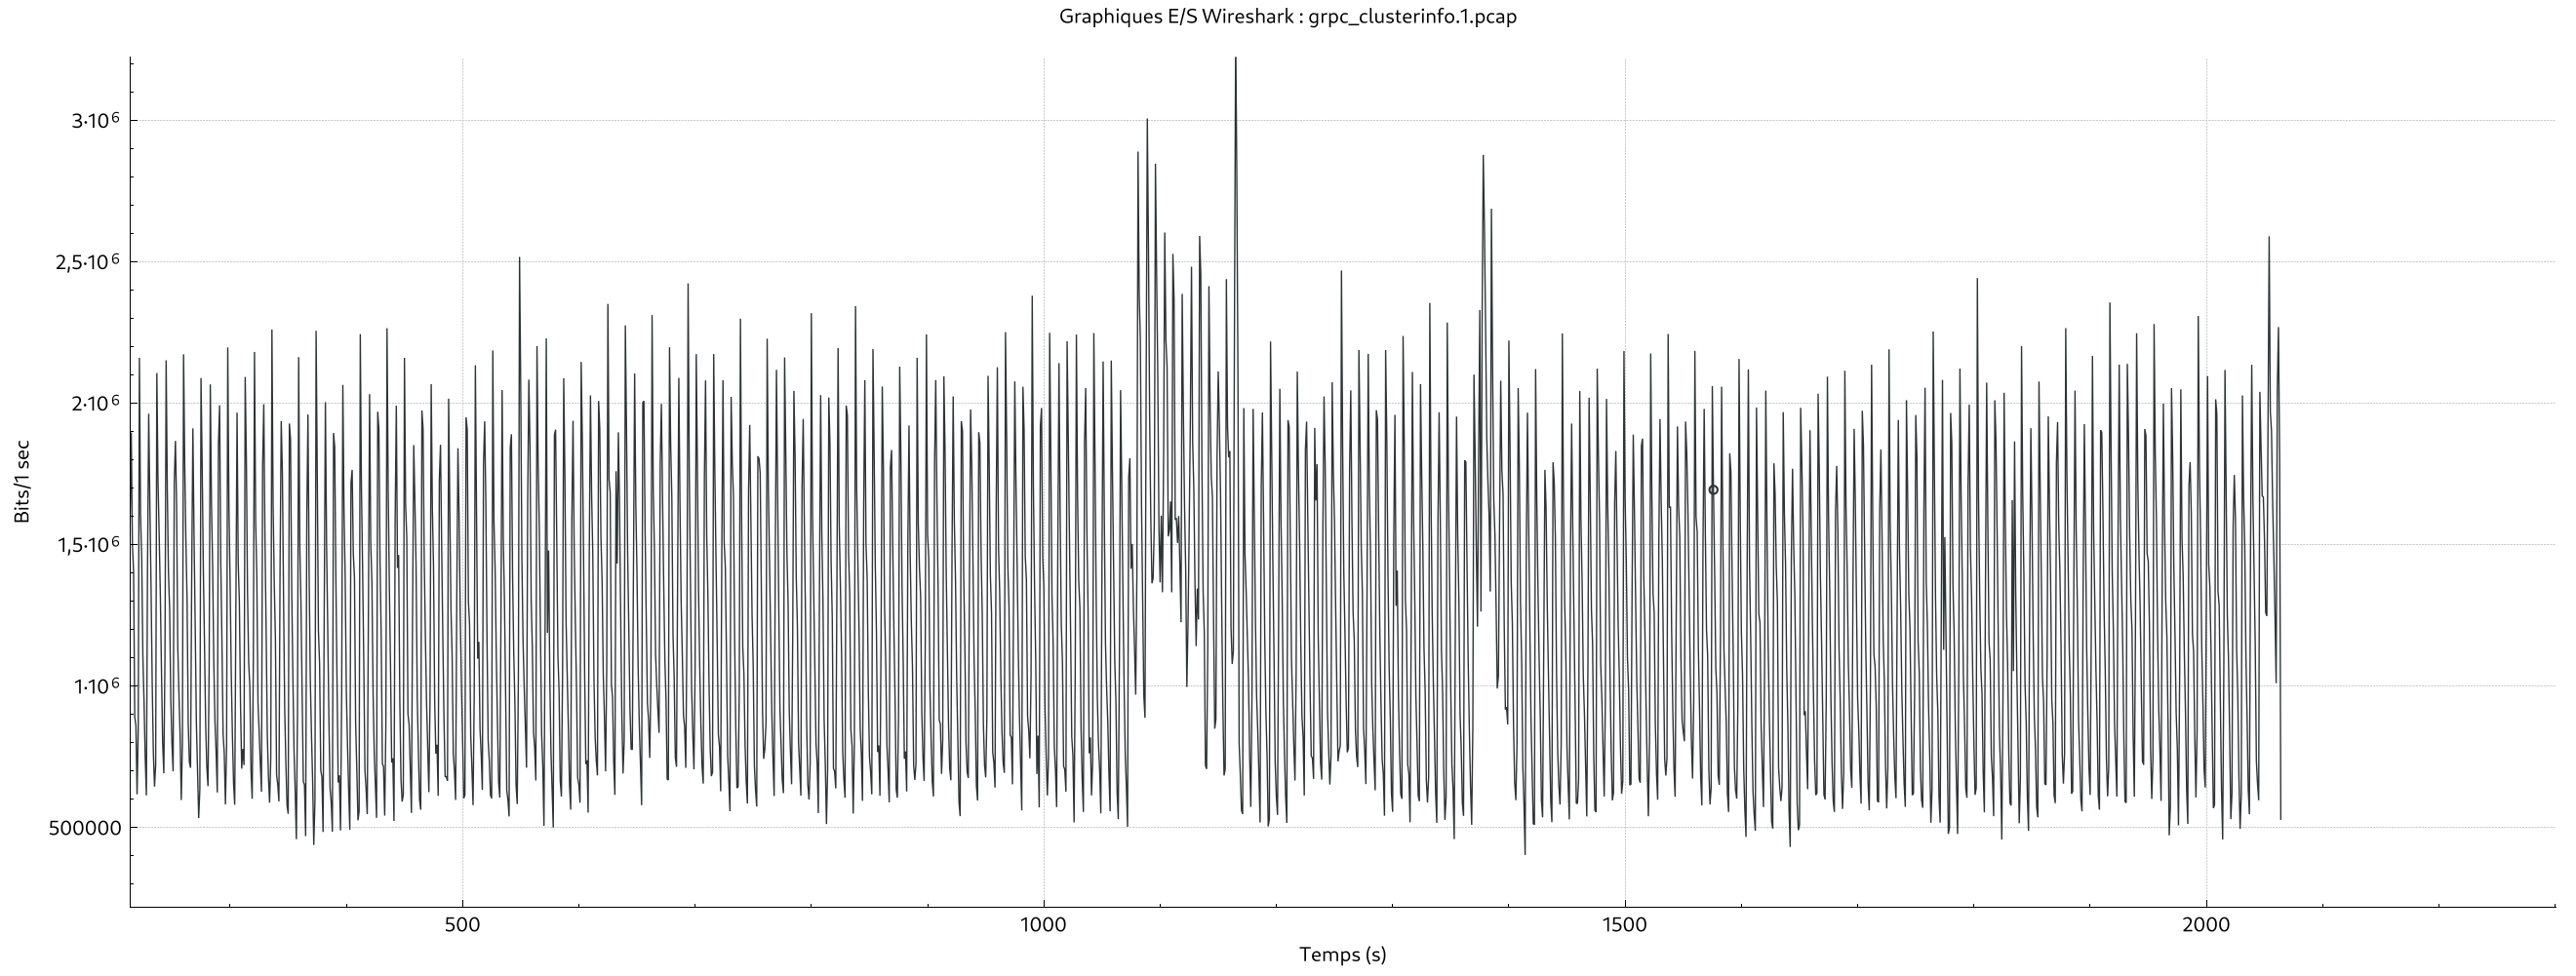 Graphiques E/S Wireshark : grpc_clusterinfo.1.pcap
3·10⁶
2,5·10⁶
2·10⁶
1,5·10⁶
1·10⁶
500000
Bits/1 sec
500 1000 1500 2000
Temps (s)